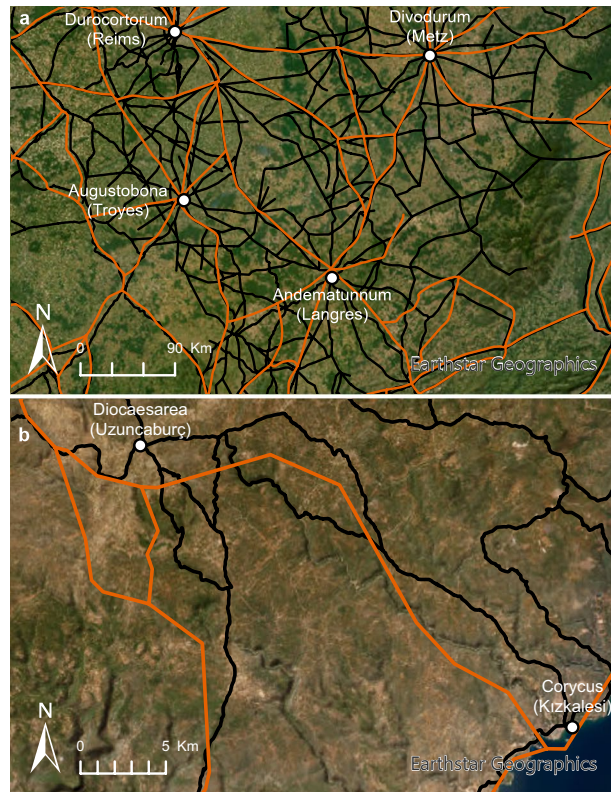 a
Durocortorum
(Reims)
Divodurum
(Metz)
Augustobona
(Troyes)
Andematunnum
(Langres)
N
0 90 Km
Earthstar Geographics
b
Diocaesarea
(Uzuncaburç)
Corycus
(Kızkalesi)
N
0 5 Km
Earthstar Geographics